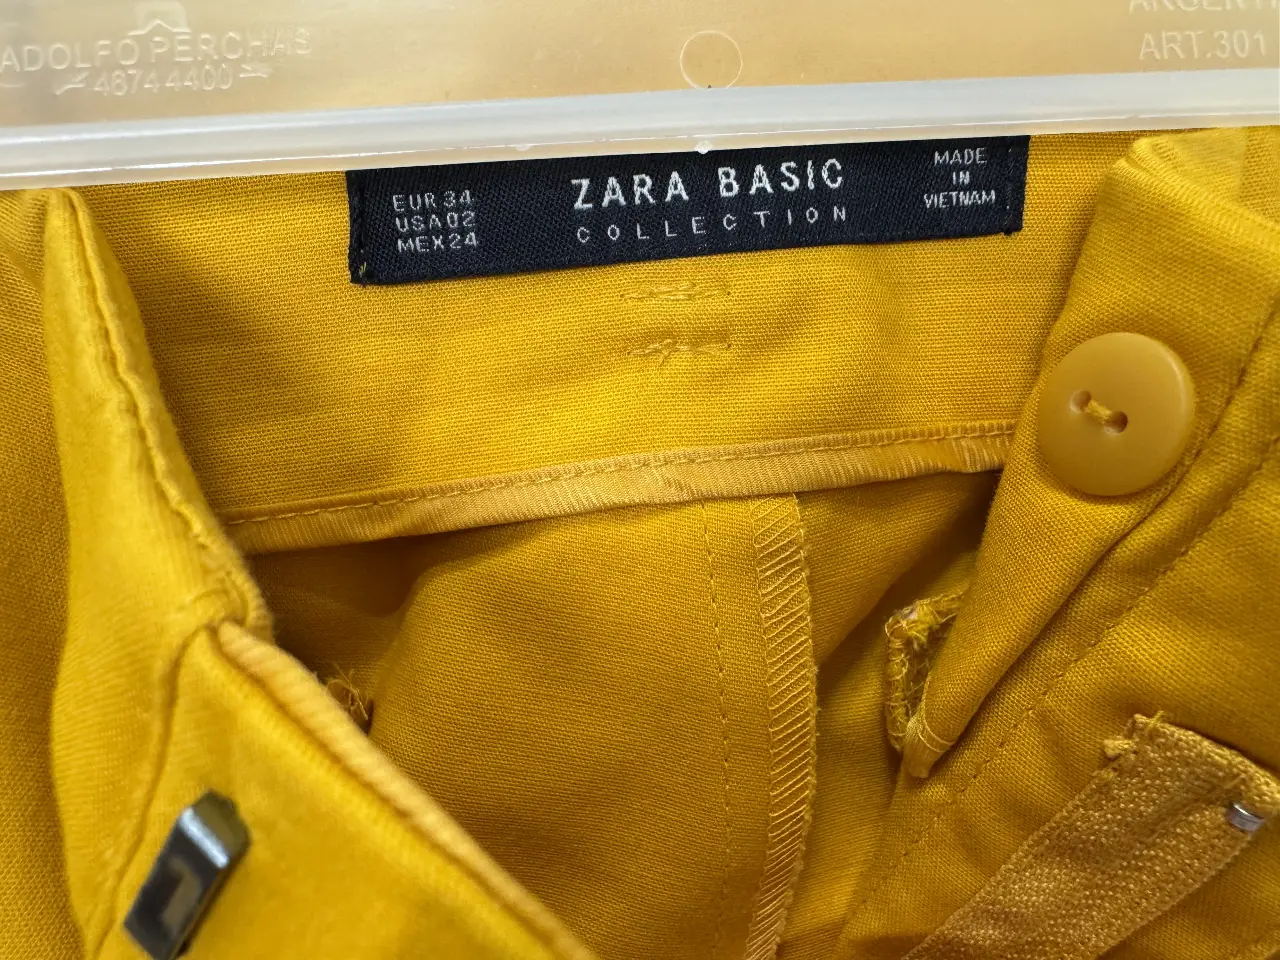 ADOLFO PERCHAS
4874 4400
ART.301
EUR 34
USA 02
MEX 24
ZARA BASIC
COLLECTION
MADE
IN
VIETNAM